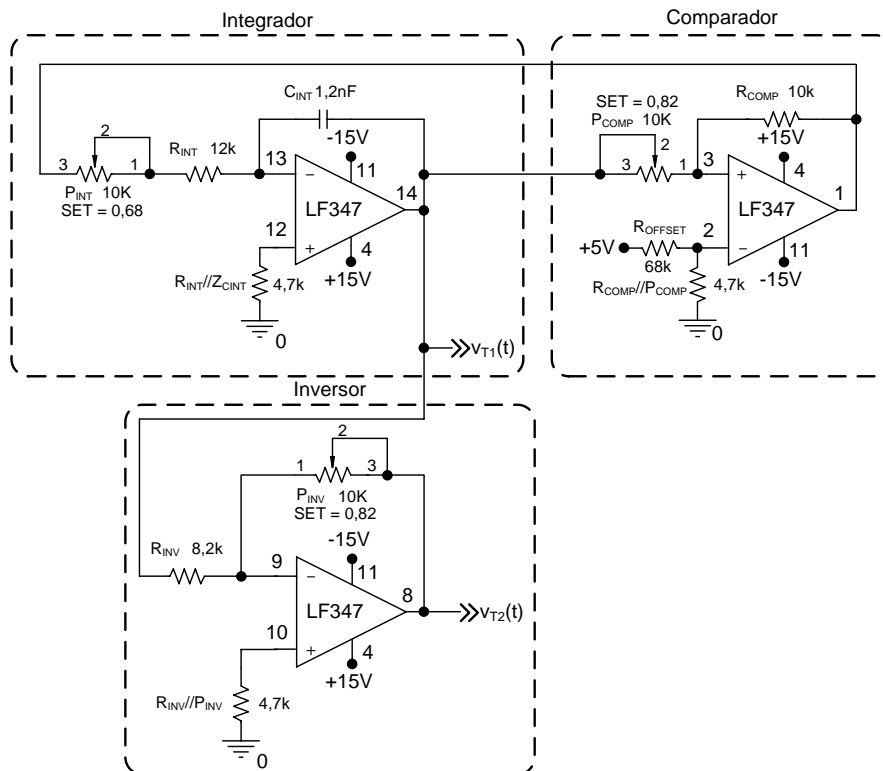 Integrador
Comparador
C_INT 1,2nF
-15V
11
2
R_INT 12k
13
3
1
P_INT 10K
SET = 0,68
−
14
LF347
12
+
4
+15V
R_INT//Z_CINT
4,7k
0
SET = 0,82
P_COMP 10K
R_COMP 10k
+15V
2
3
1
3
4
+
1
LF347
R_OFFSET
2
+5V
68k
−
11
-15V
R_COMP//P_COMP
4,7k
0
v_T1(t)
Inversor
2
1
3
P_INV 10K
SET = 0,82
-15V
R_INV 8,2k
9
11
−
8
LF347
v_T2(t)
10
+
4
+15V
R_INV//P_INV
4,7k
0